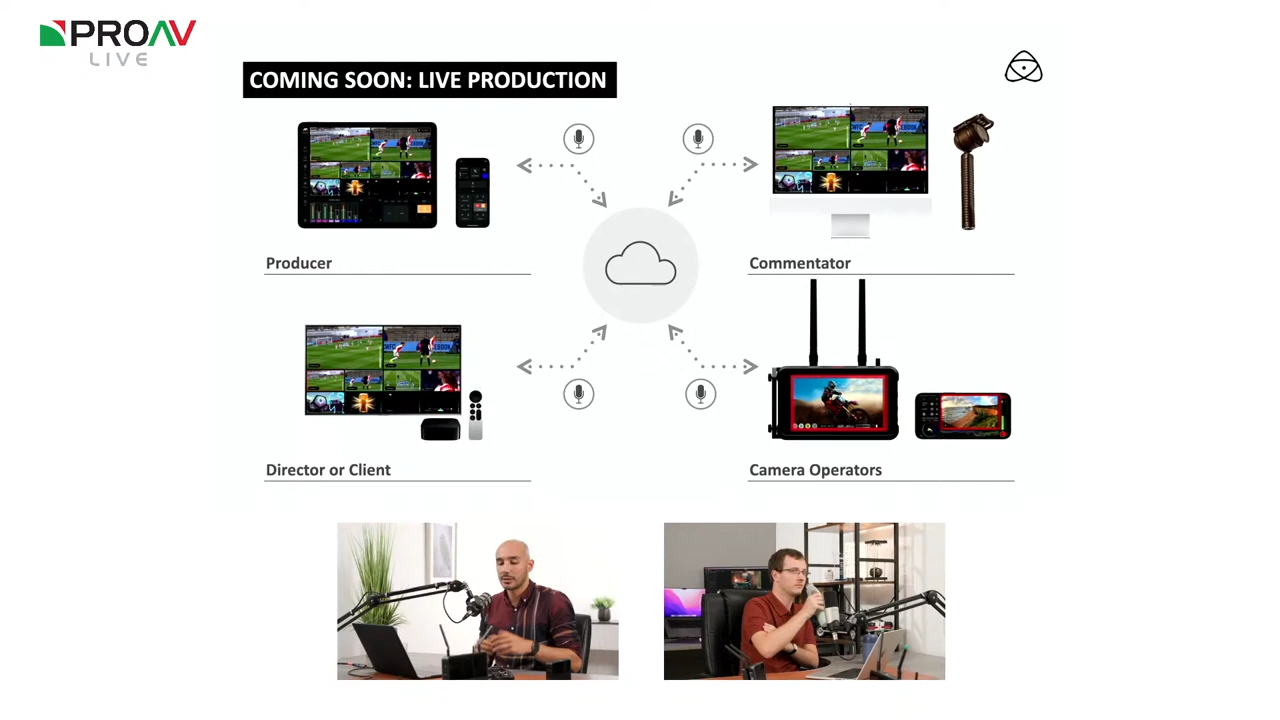 PROAV
LIVE
COMING SOON: LIVE PRODUCTION
Producer
Commentator
Director or Client
Camera Operators